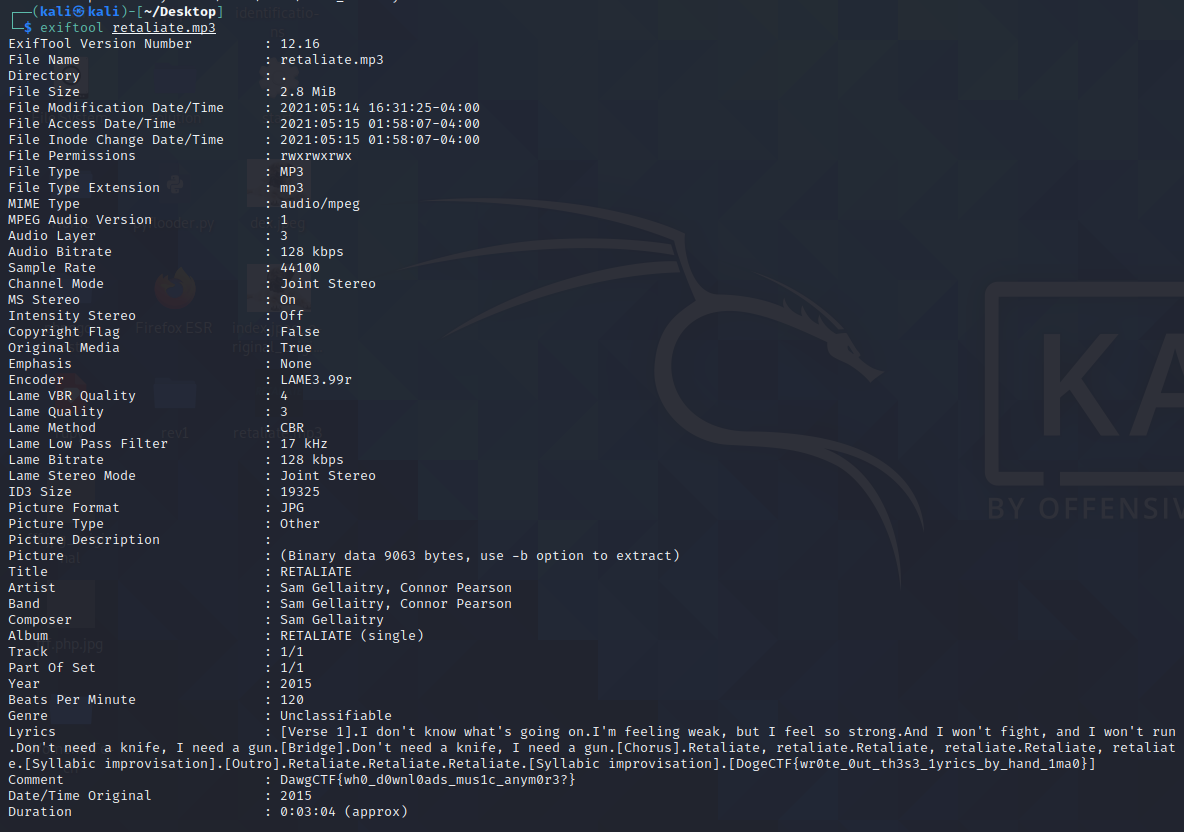 ┌──(kali㉿kali)-[~/Desktop]
└─$ exiftool retaliate.mp3
ExifTool Version Number         : 12.16
File Name                       : retaliate.mp3
Directory                       : .
File Size                       : 2.8 MiB
File Modification Date/Time     : 2021:05:14 16:31:25-04:00
File Access Date/Time           : 2021:05:15 01:58:07-04:00
File Inode Change Date/Time     : 2021:05:15 01:58:07-04:00
File Permissions                : rwxrwxrwx
File Type                       : MP3
File Type Extension             : mp3
MIME Type                       : audio/mpeg
MPEG Audio Version              : 1
Audio Layer                     : 3
Audio Bitrate                   : 128 kbps
Sample Rate                     : 44100
Channel Mode                    : Joint Stereo
MS Stereo                       : On
Intensity Stereo                : Off
Copyright Flag                  : False
Original Media                  : True
Emphasis                        : None
Encoder                         : LAME3.99r
Lame VBR Quality                : 4
Lame Quality                    : 3
Lame Method                     : CBR
Lame Low Pass Filter            : 17 kHz
Lame Bitrate                    : 128 kbps
Lame Stereo Mode                : Joint Stereo
ID3 Size                        : 19325
Picture Format                  : JPG
Picture Type                    : Other
Picture Description             :
Picture                         : (Binary data 9063 bytes, use -b option to extract)
Title                           : RETALIATE
Artist                          : Sam Gellaitry, Connor Pearson
Band                            : Sam Gellaitry, Connor Pearson
Composer                        : Sam Gellaitry
Album                           : RETALIATE (single)
Track                           : 1/1
Part Of Set                     : 1/1
Year                            : 2015
Beats Per Minute                : 120
Genre                           : Unclassifiable
Lyrics                          : [Verse 1].I don't know what's going on.I'm feeling weak, but I feel so strong.And I won't fight, and I won't run
.Don't need a knife, I need a gun.[Bridge].Don't need a knife, I need a gun.[Chorus].Retaliate, retaliate.Retaliate, retaliate.Retaliate, retaliat
e.[Syllabic improvisation].[Outro].Retaliate.Retaliate.Retaliate.[Syllabic improvisation].[DogeCTF{wr0te_0ut_th3s3_1yrics_by_hand_1ma0}]
Comment                         : DawgCTF{wh0_d0wnl0ads_mus1c_anym0r3?}
Date/Time Original              : 2015
Duration                        : 0:03:04 (approx)
Firefox ESR
rev1
KA
BY OFFENSIV